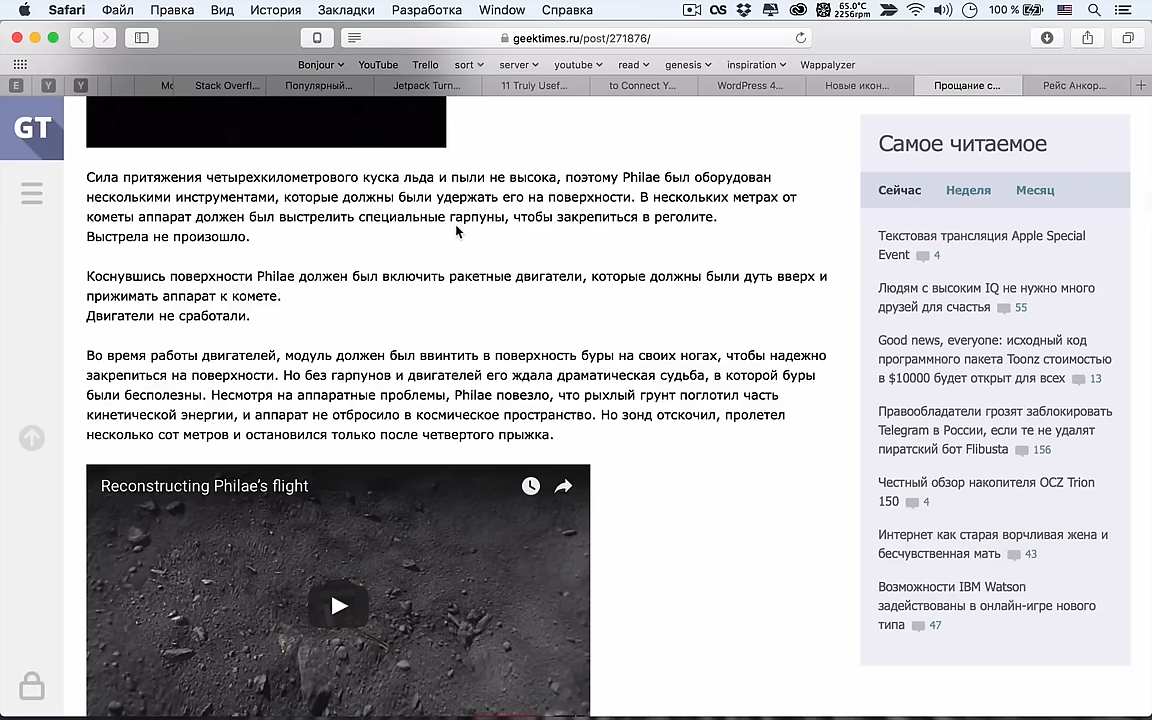 Safari Файл Правка Вид История Закладки Разработка Window Справка
65.0°C
2256rpm
100 %
geektimes.ru/post/271876/
Bonjour YouTube Trello sort server youtube read genesis inspiration Wappalyzer
E Y Y Мо Stack Overfl... Популярный... Jetpack Turn... 11 Truly Usef... to Connect Y... WordPress 4... Новые икон... Прощание с... Рейс Анкор...
GT
Сила притяжения четырехкилометрового куска льда и пыли не высока, поэтому Philae был оборудован
несколькими инструментами, которые должны были удержать его на поверхности. В нескольких метрах от
кометы аппарат должен был выстрелить специальные гарпуны, чтобы закрепиться в реголите.
Выстрела не произошло.
Коснувшись поверхности Philae должен был включить ракетные двигатели, которые должны были дуть вверх и
прижимать аппарат к комете.
Двигатели не сработали.
Во время работы двигателей, модуль должен был ввинтить в поверхность буры на своих ногах, чтобы надежно
закрепиться на поверхности. Но без гарпунов и двигателей его ждала драматическая судьба, в которой буры
были бесполезны. Несмотря на аппаратные проблемы, Philae повезло, что рыхлый грунт поглотил часть
кинетической энергии, и аппарат не отбросило в космическое пространство. Но зонд отскочил, пролетел
несколько сот метров и остановился только после четвертого прыжка.
Reconstructing Philae's flight
Самое читаемое
Сейчас Неделя Месяц
Текстовая трансляция Apple Special
Event 4
Людям с высоким IQ не нужно много
друзей для счастья 55
Good news, everyone: исходный код
программного пакета Toonz стоимостью
в $10000 будет открыт для всех 13
Правообладатели грозят заблокировать
Telegram в России, если те не удалят
пиратский бот Flibusta 156
Честный обзор накопителя OCZ Trion
150 4
Интернет как старая ворчливая жена и
бесчувственная мать 43
Возможности IBM Watson
задействованы в онлайн-игре нового
типа 47